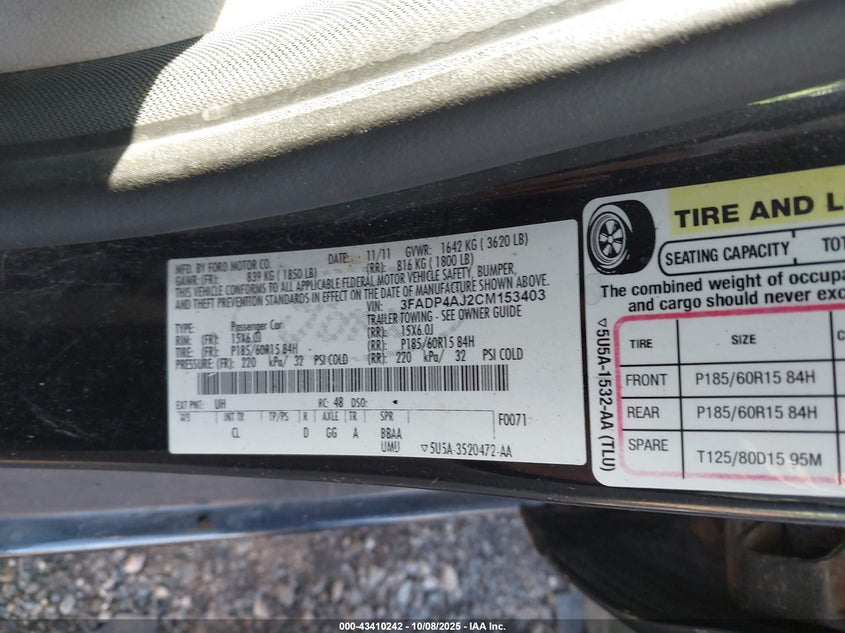 MFD. BY FORD MOTOR CO.
DATE: 11/11 GVWR: 1642 KG ( 3620 LB)
GAWR: (FR): 839 KG ( 1850 LB) (RR): 816 KG ( 1800 LB)
THIS VEHICLE CONFORMS TO ALL APPLICABLE FEDERAL MOTOR VEHICLE SAFETY, BUMPER,
AND THEFT PREVENTION STANDARDS IN EFFECT ON THE DATE OF MANUFACTURE SHOWN ABOVE.
VIN: 3FADP4AJ2CM153403
TYPE: Passenger Car TRAILER TOWING - SEE OWNER GUIDE
RIM: (FR): 15X6.0J (RR): 15X6.0J
TIRE: (FR): P185/60R15 84H (RR): P185/60R15 84H
PRESSURE: (FR): 220 kPa/ 32 PSI COLD (RR): 220 kPa/ 32 PSI COLD
EXT PNT: UH RC: 48 DSO:
WB INT TR TP/PS R AXLE TR SPR F0071
CL D GG A BBAA
UMU ▽5U5A-3520472-AA
TIRE AND L
SEATING CAPACITY TOT
The combined weight of occupa
and cargo should never exc
TIRE SIZE C
FRONT P185/60R15 84H
REAR P185/60R15 84H
SPARE T125/80D15 95M
▽5U5A-1532-AA (TLU)
000-43410242 | 10/08/2025 - IAA Inc.